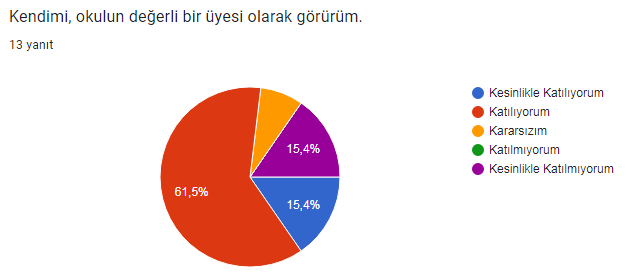 Kendimi, okulun değerli bir üyesi olarak görürüm.
13 yanıt
Kesinlikle Katılıyorum
Katılıyorum
Kararsızım
Katılmıyorum
Kesinlikle Katılmıyorum
15,4%
61,5%
15,4%